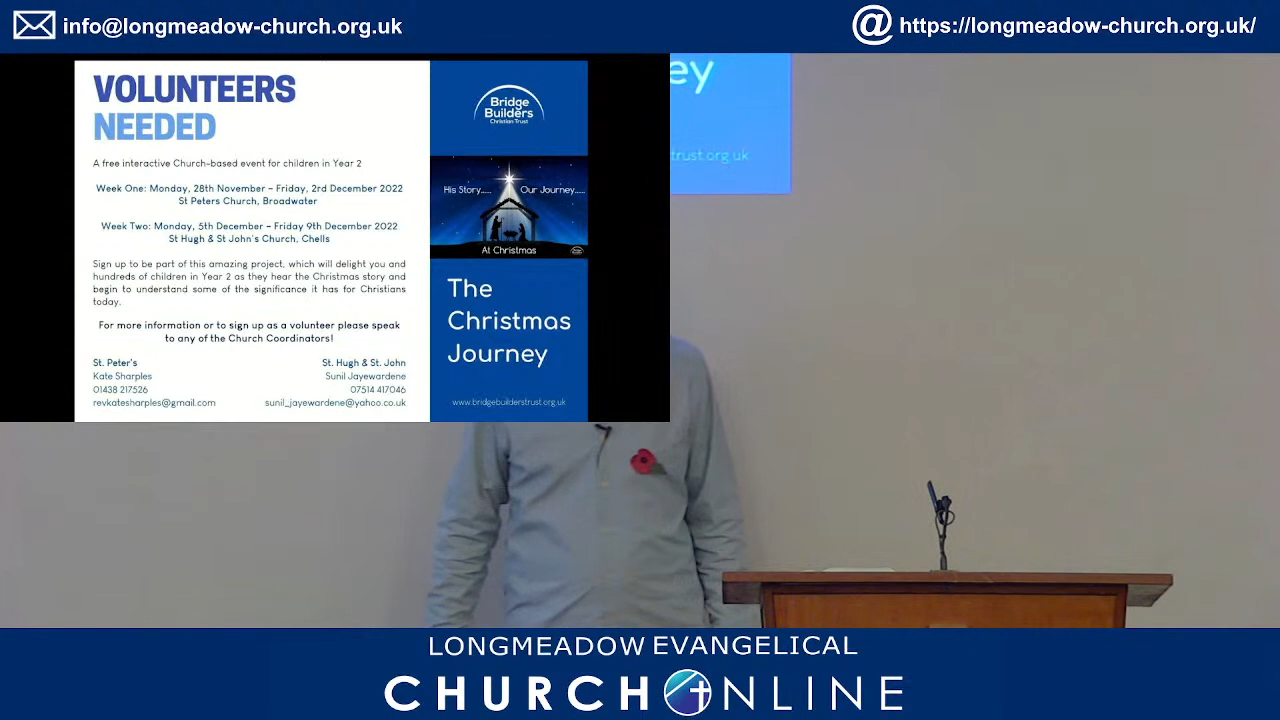 info@longmeadow-church.org.uk
https://longmeadow-church.org.uk/
VOLUNTEERS
NEEDED
A free interactive Church-based event for children in Year 2
Week One: Monday, 28th November – Friday, 2rd December 2022
St Peters Church, Broadwater
Week Two: Monday, 5th December – Friday 9th December 2022
St Hugh & St John's Church, Chells
Sign up to be part of this amazing project, which will delight you and
hundreds of children in Year 2 as they hear the Christmas story and
begin to understand some of the significance it has for Christians
today.
For more information or to sign up as a volunteer please speak
to any of the Church Coordinators!
St. Peter's
Kate Sharples
01438 217526
revkatesharples@gmail.com
St. Hugh & St. John
Sunil Jayewardene
07514 417046
sunil_jayewardene@yahoo.co.uk
Bridge
Builders
Christian Trust
His Story..... Our Journey.....
At Christmas
The
Christmas
Journey
www.bridgebuilderstrust.org.uk
ey
trust.org.uk
LONGMEADOW EVANGELICAL
CHURCH ONLINE